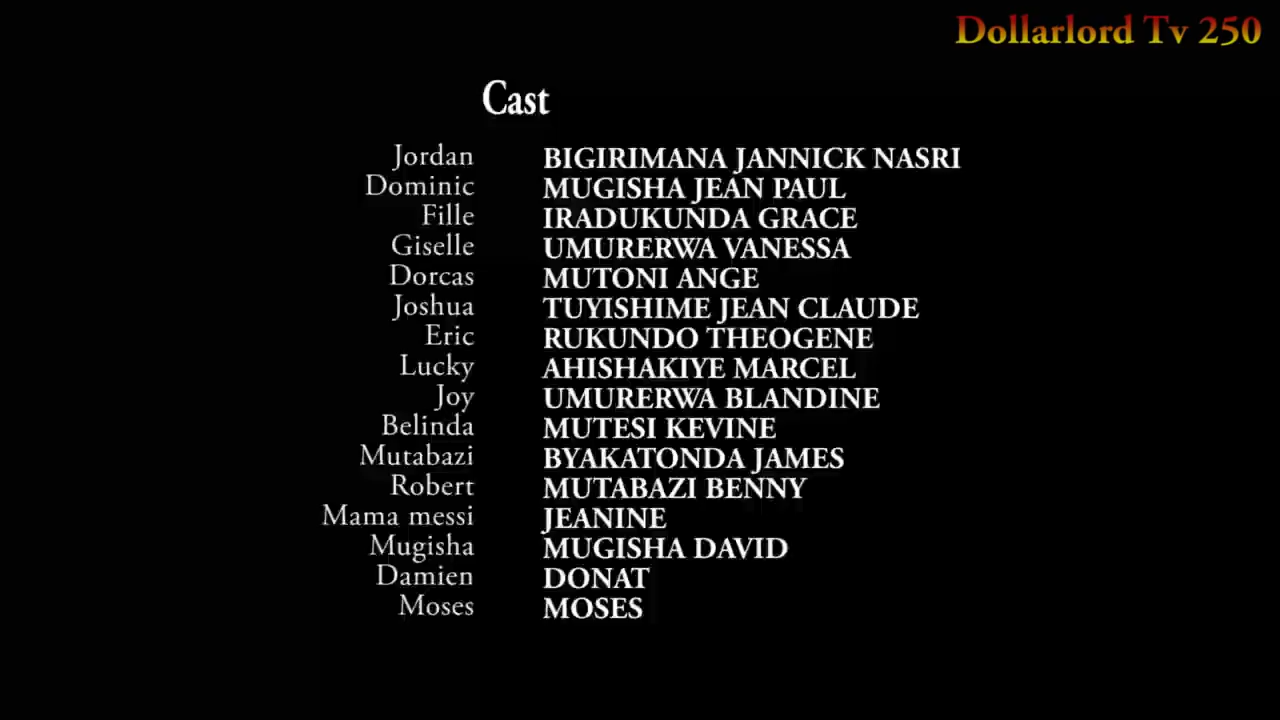 Dollarlord Tv 250
Cast
Jordan BIGIRIMANA JANNICK NASRI
Dominic MUGISHA JEAN PAUL
Fille IRADUKUNDA GRACE
Giselle UMURERWA VANESSA
Dorcas MUTONI ANGE
Joshua TUYISHIME JEAN CLAUDE
Eric RUKUNDO THEOGENE
Lucky AHISHAKIYE MARCEL
Joy UMURERWA BLANDINE
Belinda MUTESI KEVINE
Mutabazi BYAKATONDA JAMES
Robert MUTABAZI BENNY
Mama messi JEANINE
Mugisha MUGISHA DAVID
Damien DONAT
Moses MOSES